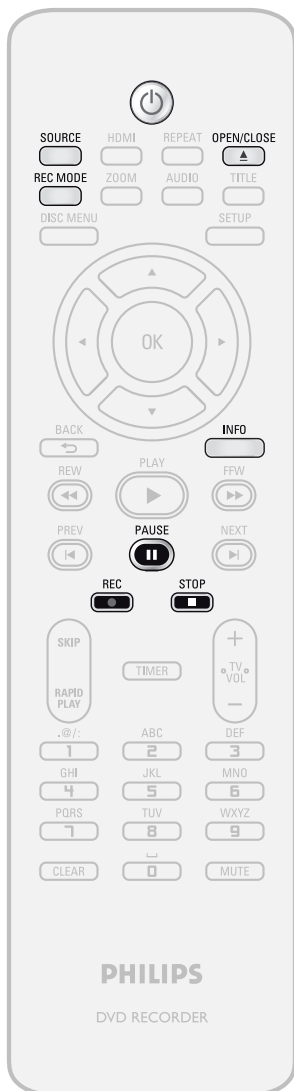 SOURCE HDMI REPEAT OPEN/CLOSE
REC MODE ZOOM AUDIO TITLE
DISC MENU SETUP
OK
BACK INFO
REW PLAY FFW
PREV PAUSE NEXT
REC STOP
SKIP
RAPID
PLAY
TIMER
+
TV
VOL
−
.@/: ABC DEF
1 2 3
GHI JKL MNO
4 5 6
PQRS TUV WXYZ
7 8 9
CLEAR 0 MUTE
PHILIPS
DVD RECORDER